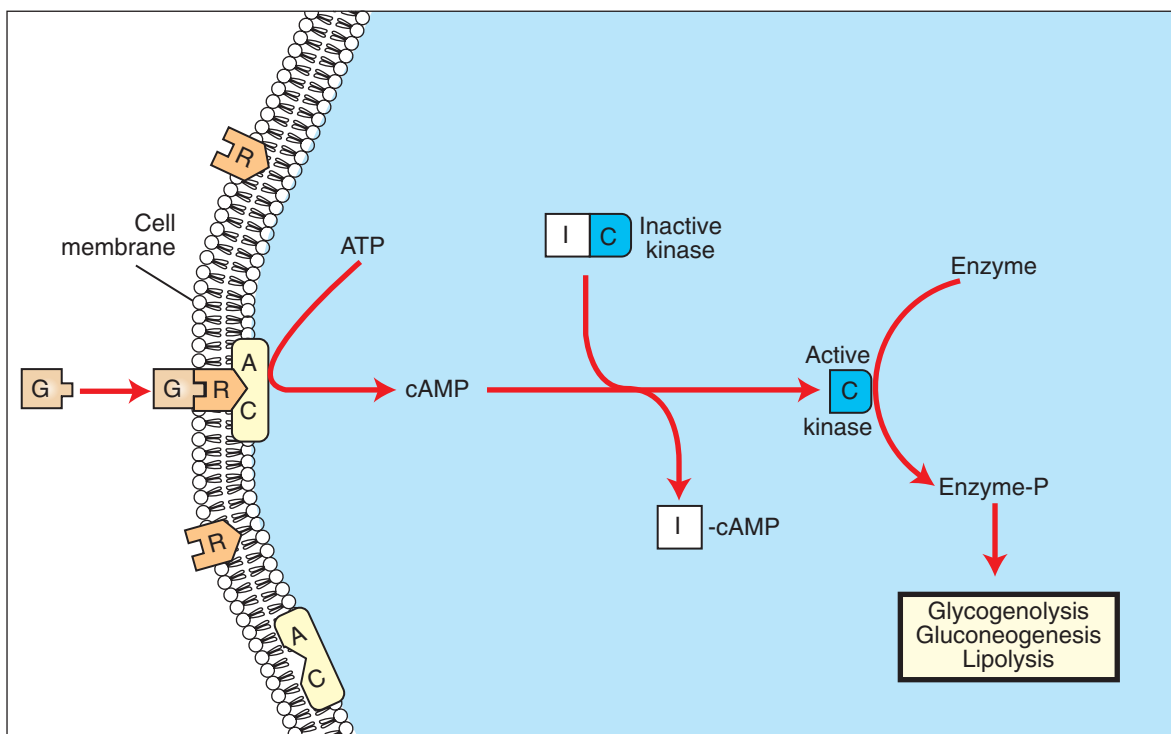 R
Cell
membrane
ATP
I C
Inactive
kinase
Enzyme
G
G R
A
C
cAMP
Active
C
kinase
R
I -cAMP
Enzyme-P
Glycogenolysis
Gluconeogenesis
Lipolysis
A
C